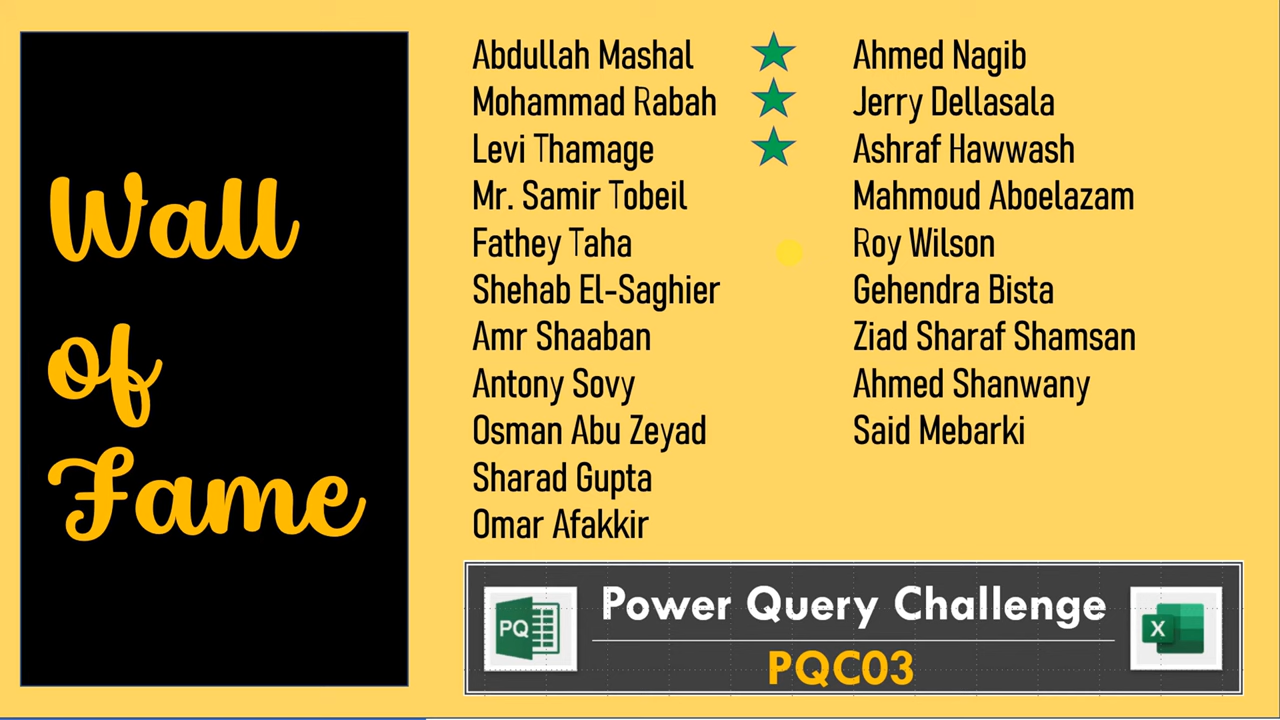 Wall
of
Fame
Abdullah Mashal
Mohammad Rabah
Levi Thamage
Mr. Samir Tobeil
Fathey Taha
Shehab El-Saghier
Amr Shaaban
Antony Sovy
Osman Abu Zeyad
Sharad Gupta
Omar Afakkir
Ahmed Nagib
Jerry Dellasala
Ashraf Hawwash
Mahmoud Aboelazam
Roy Wilson
Gehendra Bista
Ziad Sharaf Shamsan
Ahmed Shanwany
Said Mebarki
PQ
Power Query Challenge
PQC03
X